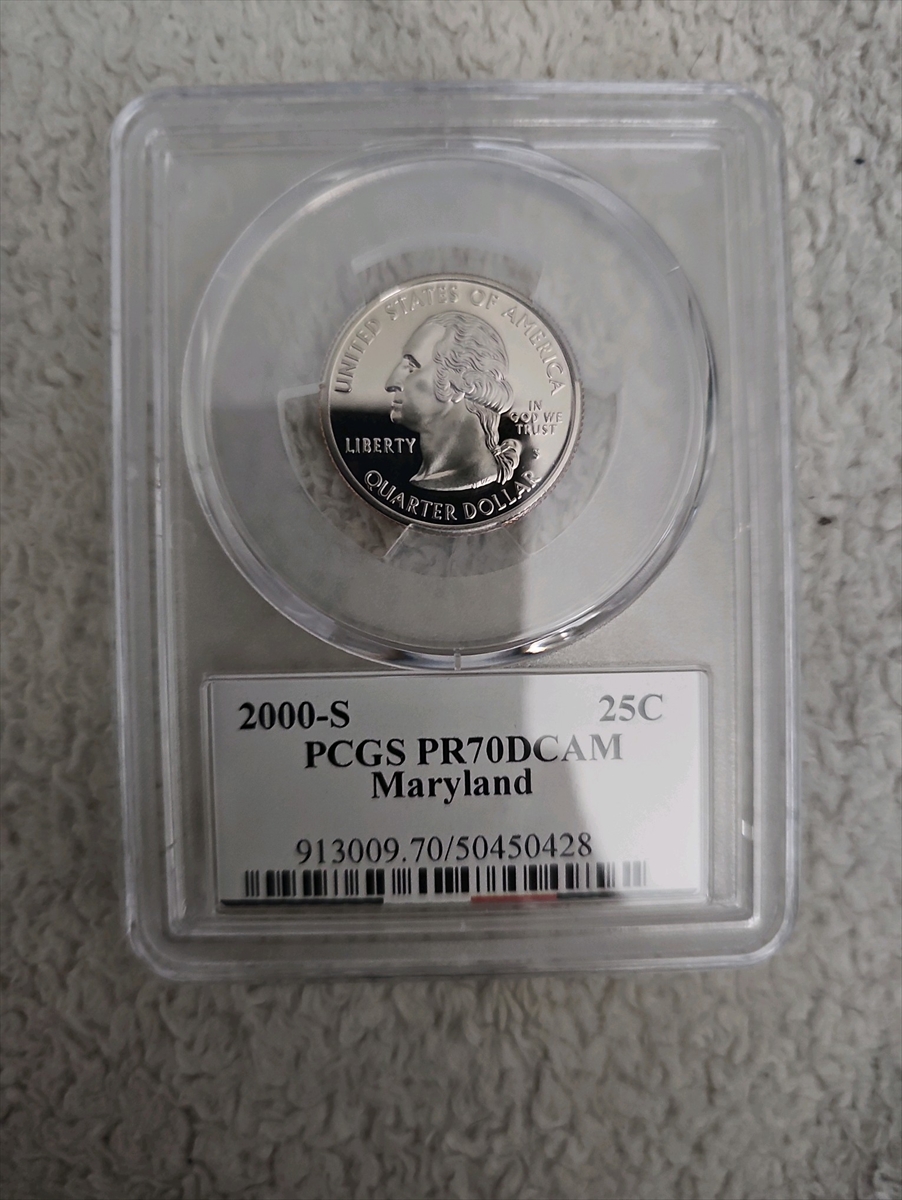 UNITED STATES OF AMERICA
IN
GOD WE
TRUST
LIBERTY
S
QUARTER DOLLAR
2000-S 25C
PCGS PR70DCAM
Maryland
913009.70/50450428